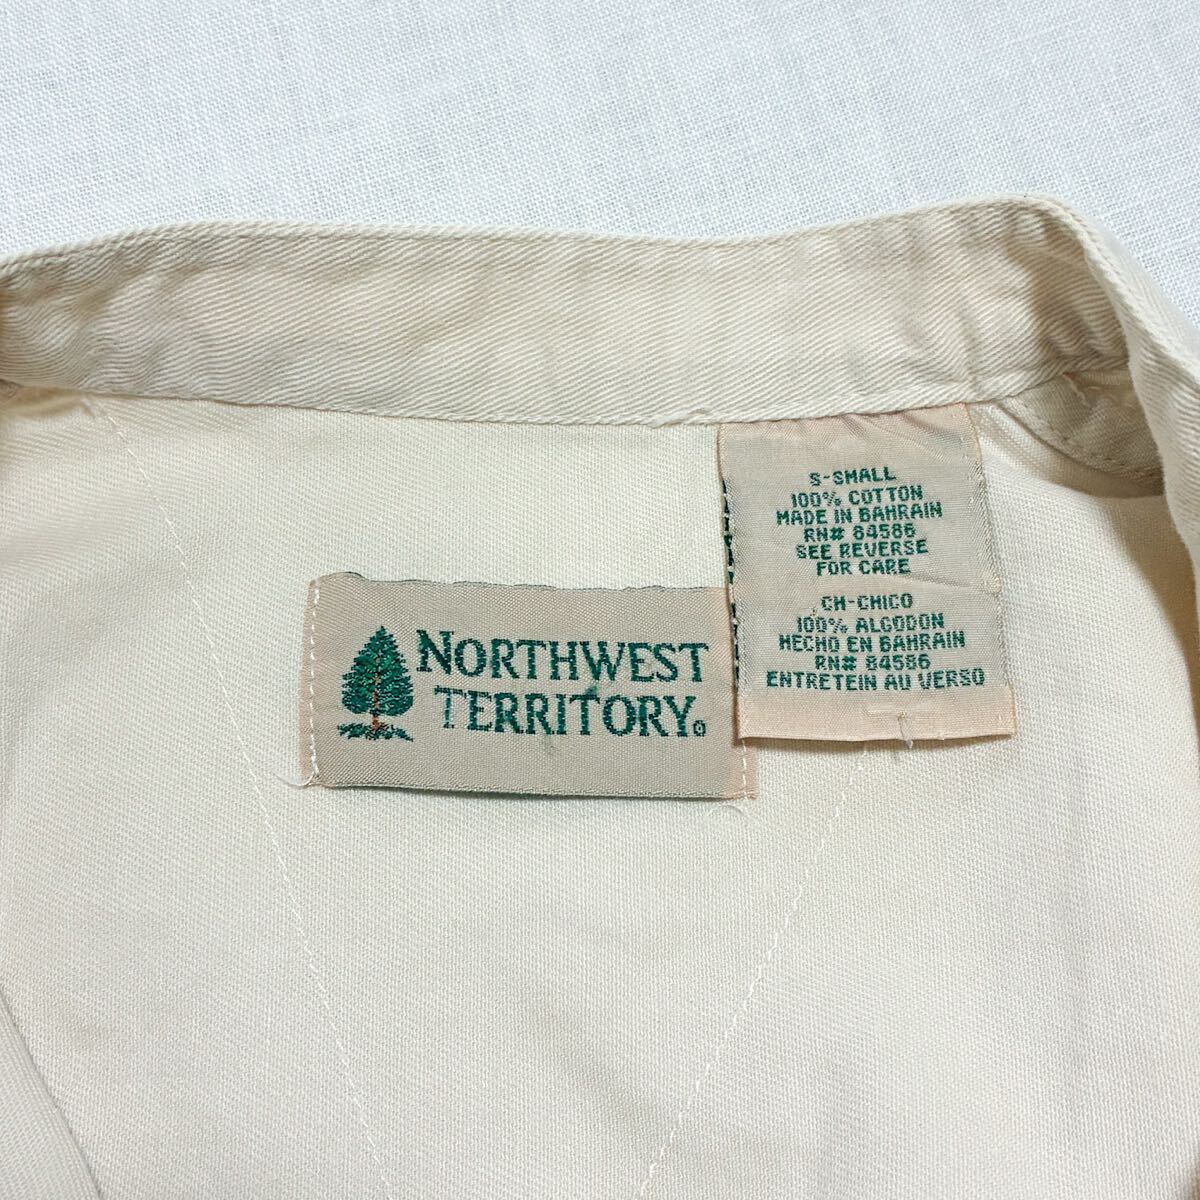 NORTHWEST
TERRITORY®
S-SMALL
100% COTTON
MADE IN BAHRAIN
RN# 84586
SEE REVERSE
FOR CARE
CH-CHICO
100% ALGODON
HECHO EN BAHRAIN
RN# 84586
ENTRETEIN AU VERSO